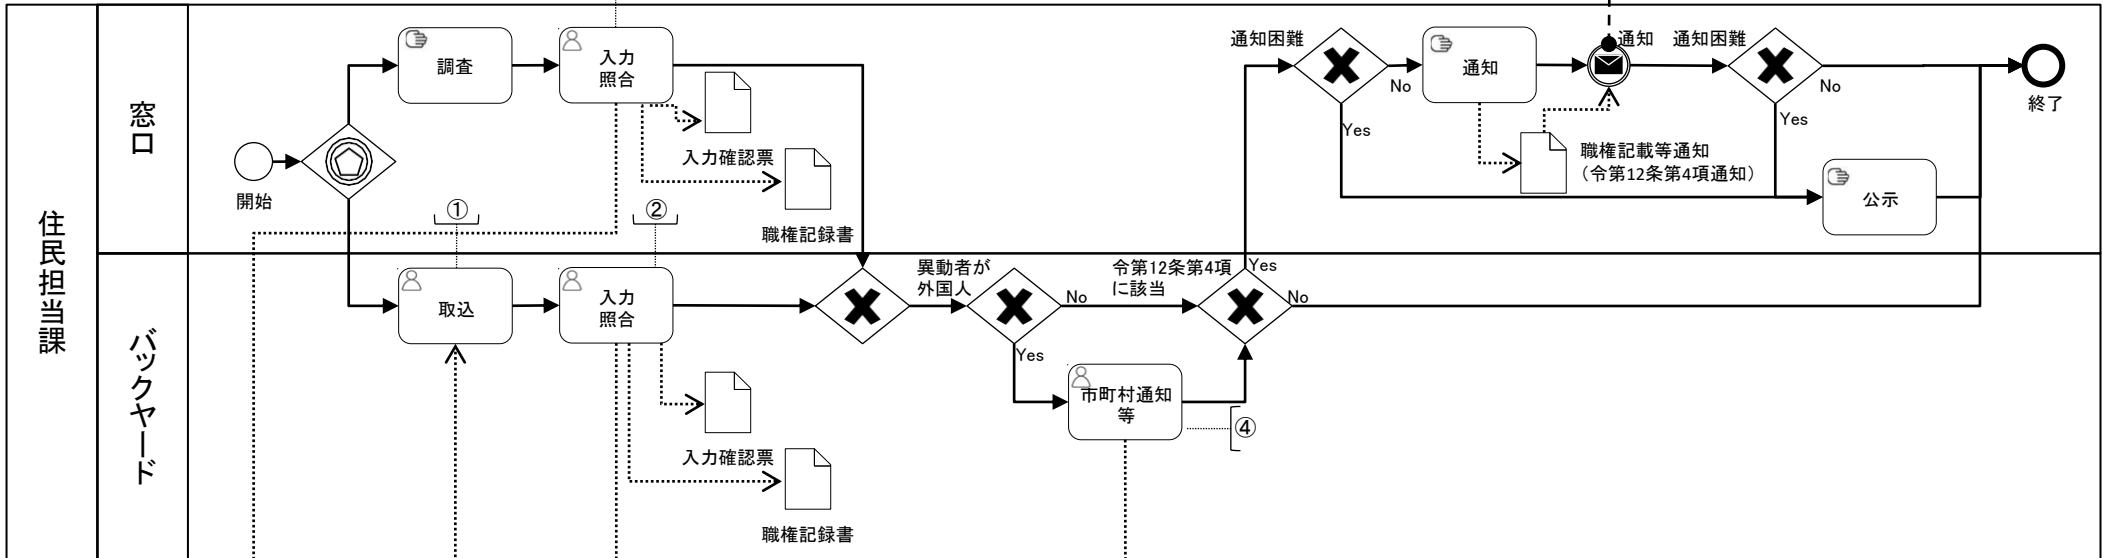 住民担当課
窓口
バックヤード
開始
調査
入力
照合
入力確認票
職権記録書
①
②
取込
入力
照合
入力確認票
職権記録書
異動者が
外国人
No
Yes
市町村通知
等
④
令第12条第4項
に該当
Yes
No
通知困難
No
Yes
通知
通知
職権記載等通知
（令第12条第4項通知）
通知困難
No
Yes
公示
終了